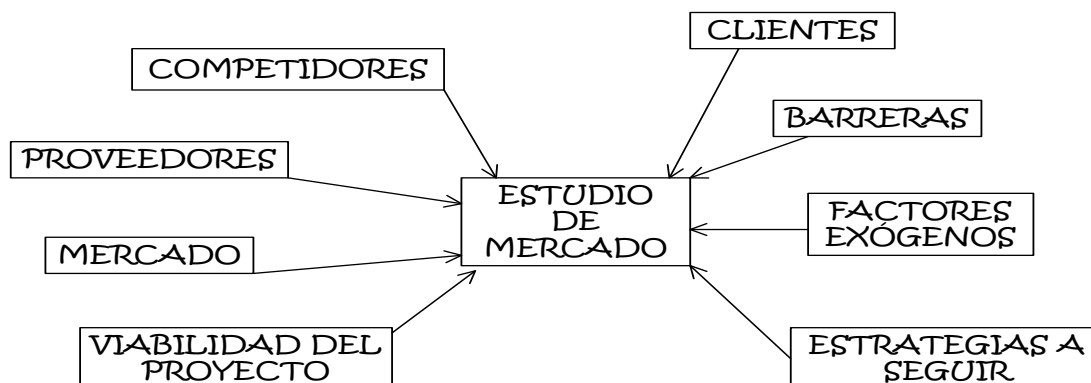 CLIENTES
COMPETIDORES
BARRERAS
PROVEEDORES
ESTUDIO
DE
MERCADO
FACTORES
EXÓGENOS
MERCADO
VIABILIDAD DEL
PROYECTO
ESTRATEGIAS A
SEGUIR